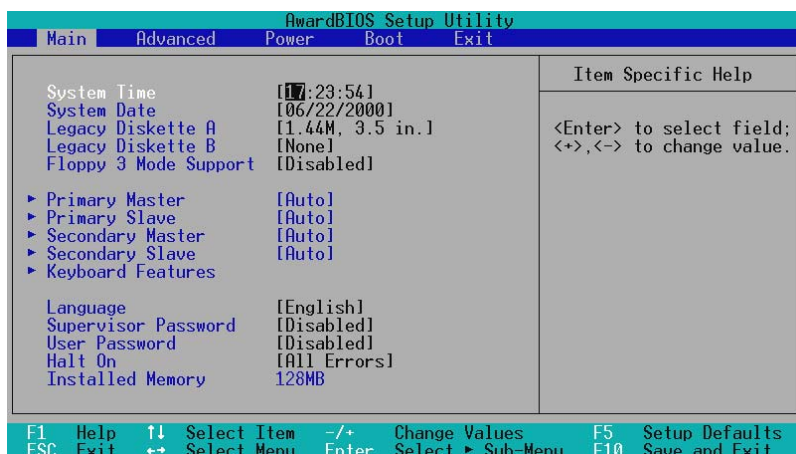 AwardBIOS Setup Utility
Main Advanced Power Boot Exit
Item Specific Help
System Time [17:23:54]
System Date [06/22/2000]
Legacy Diskette A [1.44M, 3.5 in.]
<Enter> to select field;
Legacy Diskette B [None]
<+>,<-> to change value.
Floppy 3 Mode Support [Disabled]
► Primary Master [Auto]
► Primary Slave [Auto]
► Secondary Master [Auto]
► Secondary Slave [Auto]
► Keyboard Features
Language [English]
Supervisor Password [Disabled]
User Password [Disabled]
Halt On [All Errors]
Installed Memory 128MB
F1 Help ↑↓ Select Item -/+ Change Values F5 Setup Defaults
ESC Exit ←→ Select Menu Enter Select ► Sub-Menu F10 Save and Exit